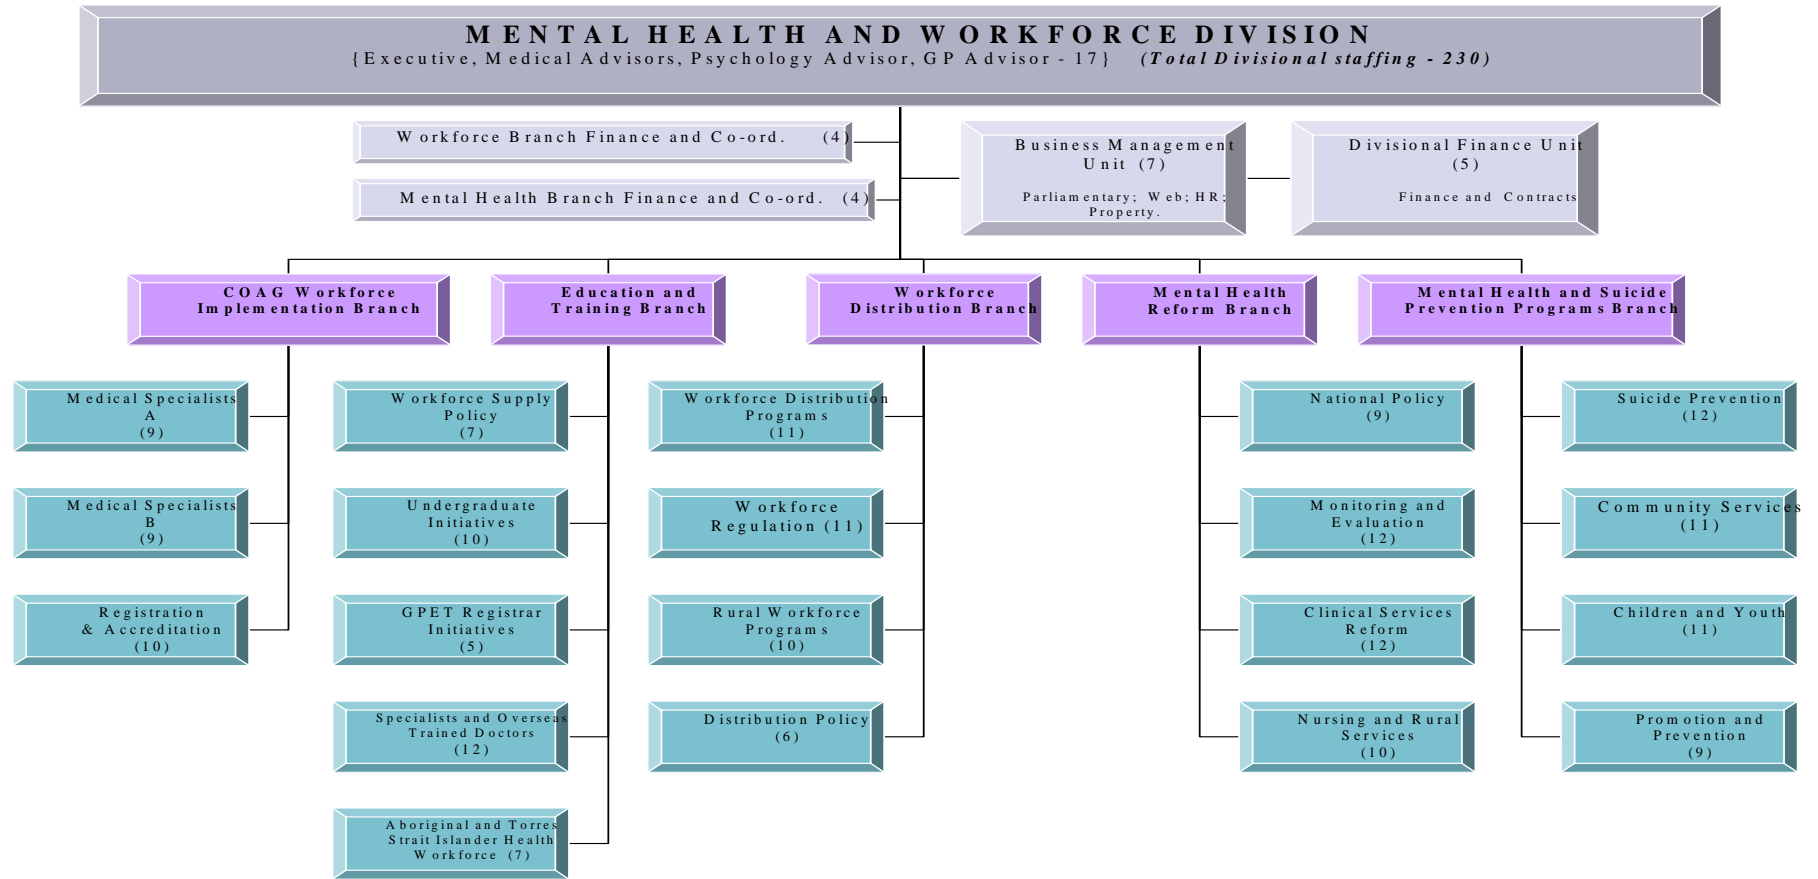 MENTAL HEALTH AND WORKFORCE DIVISION
{Executive, Medical Advisors, Psychology Advisor, GP Advisor - 17} (Total Divisional staffing - 230)
Workforce Branch Finance and Co-ord. (4)
Mental Health Branch Finance and Co-ord. (4)
Business Management
Unit (7)
Parliamentary; Web; HR;
Property.
Divisional Finance Unit
(5)
Finance and Contracts
COAG Workforce
Implementation Branch
Education and
Training Branch
Workforce
Distribution Branch
Mental Health
Reform Branch
Mental Health and Suicide
Prevention Programs Branch
Medical Specialists
A
(9)
Medical Specialists
B
(9)
Registration
& Accreditation
(10)
Workforce Supply
Policy
(7)
Undergraduate
Initiatives
(10)
GPET Registrar
Initiatives
(5)
Specialists and Overseas
Trained Doctors
(12)
Aboriginal and Torres
Strait Islander Health
Workforce (7)
Workforce Distribution
Programs
(11)
Workforce
Regulation (11)
Rural Workforce
Programs
(10)
Distribution Policy
(6)
National Policy
(9)
Monitoring and
Evaluation
(12)
Clinical Services
Reform
(12)
Nursing and Rural
Services
(10)
Suicide Prevention
(12)
Community Services
(11)
Children and Youth
(11)
Promotion and
Prevention
(9)